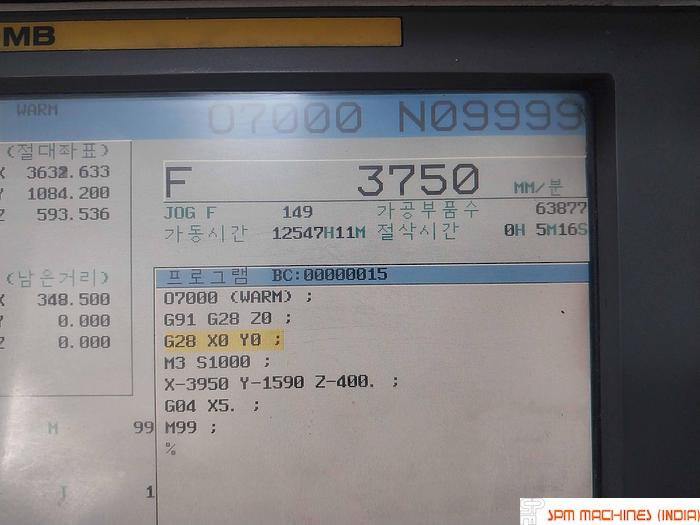 MB
WARM
O7000 N09999
(절대좌표)
X 3632.633
Y 1084.200
Z 593.536
F 3750 MM/분
JOG F 149 가공부품수 63877
가동시간 12547H11M 절삭시간 0H 5M16S
(남은거리)
X 348.500
Y 0.000
Z 0.000
프로그램 BC:00000015
O7000 (WARM) ;
G91 G28 Z0 ;
G28 X0 Y0 ;
M3 S1000 ;
X-3950 Y-1590 Z-400. ;
G04 X5. ;
M99 ;
%
M 99
J 1
SPM MACHINES (INDIA)